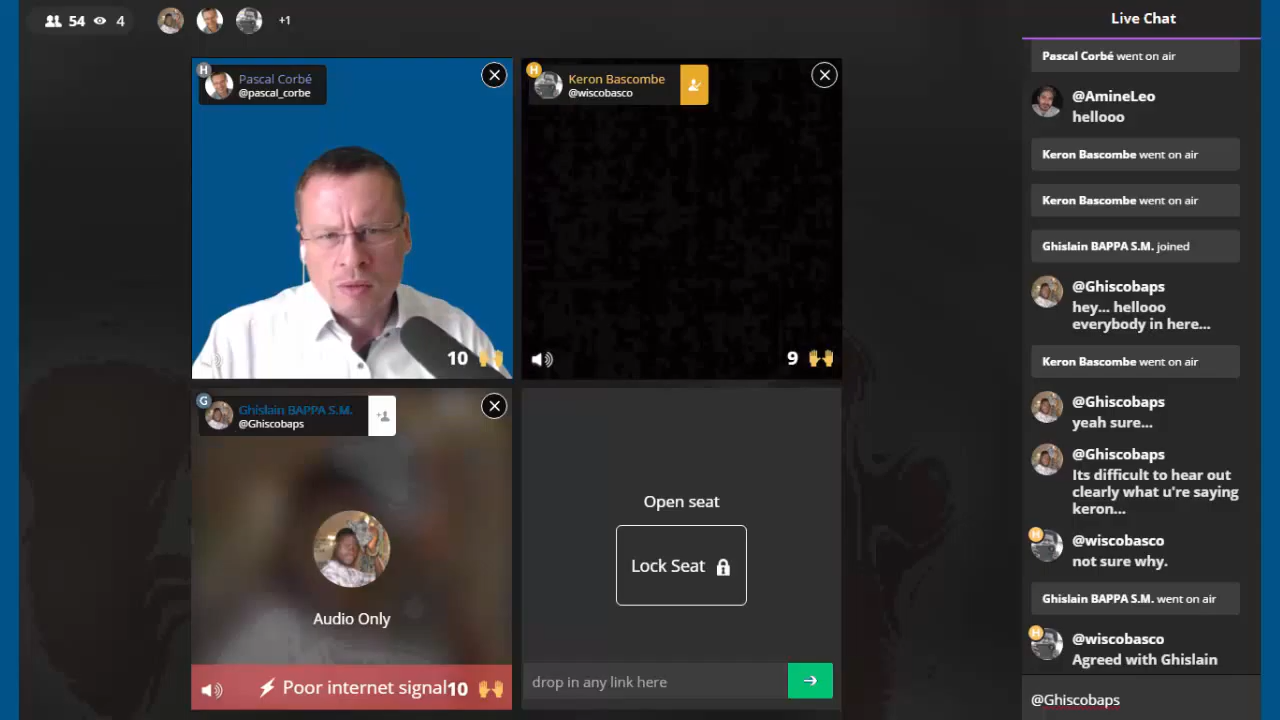 54 4
+1
Live Chat
H
Pascal Corbé
@pascal_corbe
10
H
Keron Bascombe
@wiscobasco
9
G
Ghislain BAPPA S.M.
@Ghiscobaps
Audio Only
Poor internet signal 10
Open seat
Lock Seat
drop in any link here
Pascal Corbé went on air
@AmineLeo
hellooo
Keron Bascombe went on air
Keron Bascombe went on air
Ghislain BAPPA S.M. joined
@Ghiscobaps
hey... hellooo
everybody in here...
Keron Bascombe went on air
@Ghiscobaps
yeah sure...
@Ghiscobaps
Its difficult to hear out
clearly what u're saying
keron...
H
@wiscobasco
not sure why.
Ghislain BAPPA S.M. went on air
H
@wiscobasco
Agreed with Ghislain
@Ghiscobaps